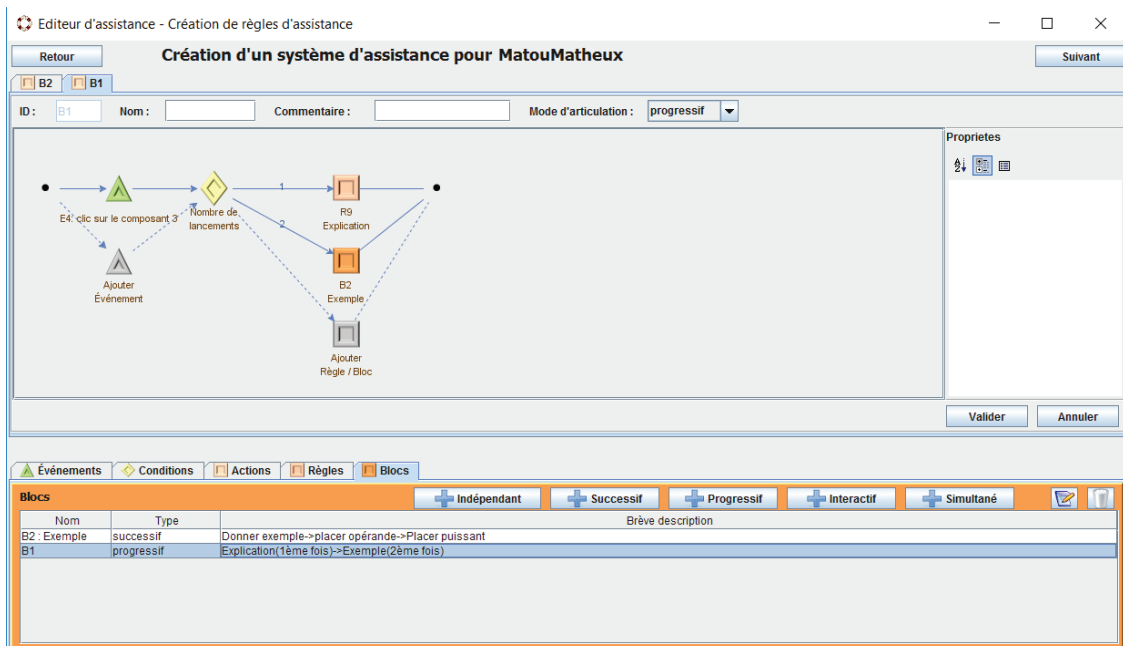 Editeur d'assistance - Création de règles d'assistance
Retour
Création d'un système d'assistance pour MatouMatheux
Suivant
B2
B1
ID :
B1
Nom :
Commentaire :
Mode d'articulation :
progressif
Proprietes
1
2
E4: clic sur le composant 3
Nombre de
lancements
R9
Explication
Ajouter
Événement
B2
Exemple
Ajouter
Règle / Bloc
Valider
Annuler
Événements
Conditions
Actions
Règles
Blocs
Blocs
Indépendant
Successif
Progressif
Interactif
Simultané
Nom
Type
Brève description
B2 : Exemple
successif
Donner exemple->placer opérande->Placer puissant
B1
progressif
Explication(1ème fois)->Exemple(2ème fois)